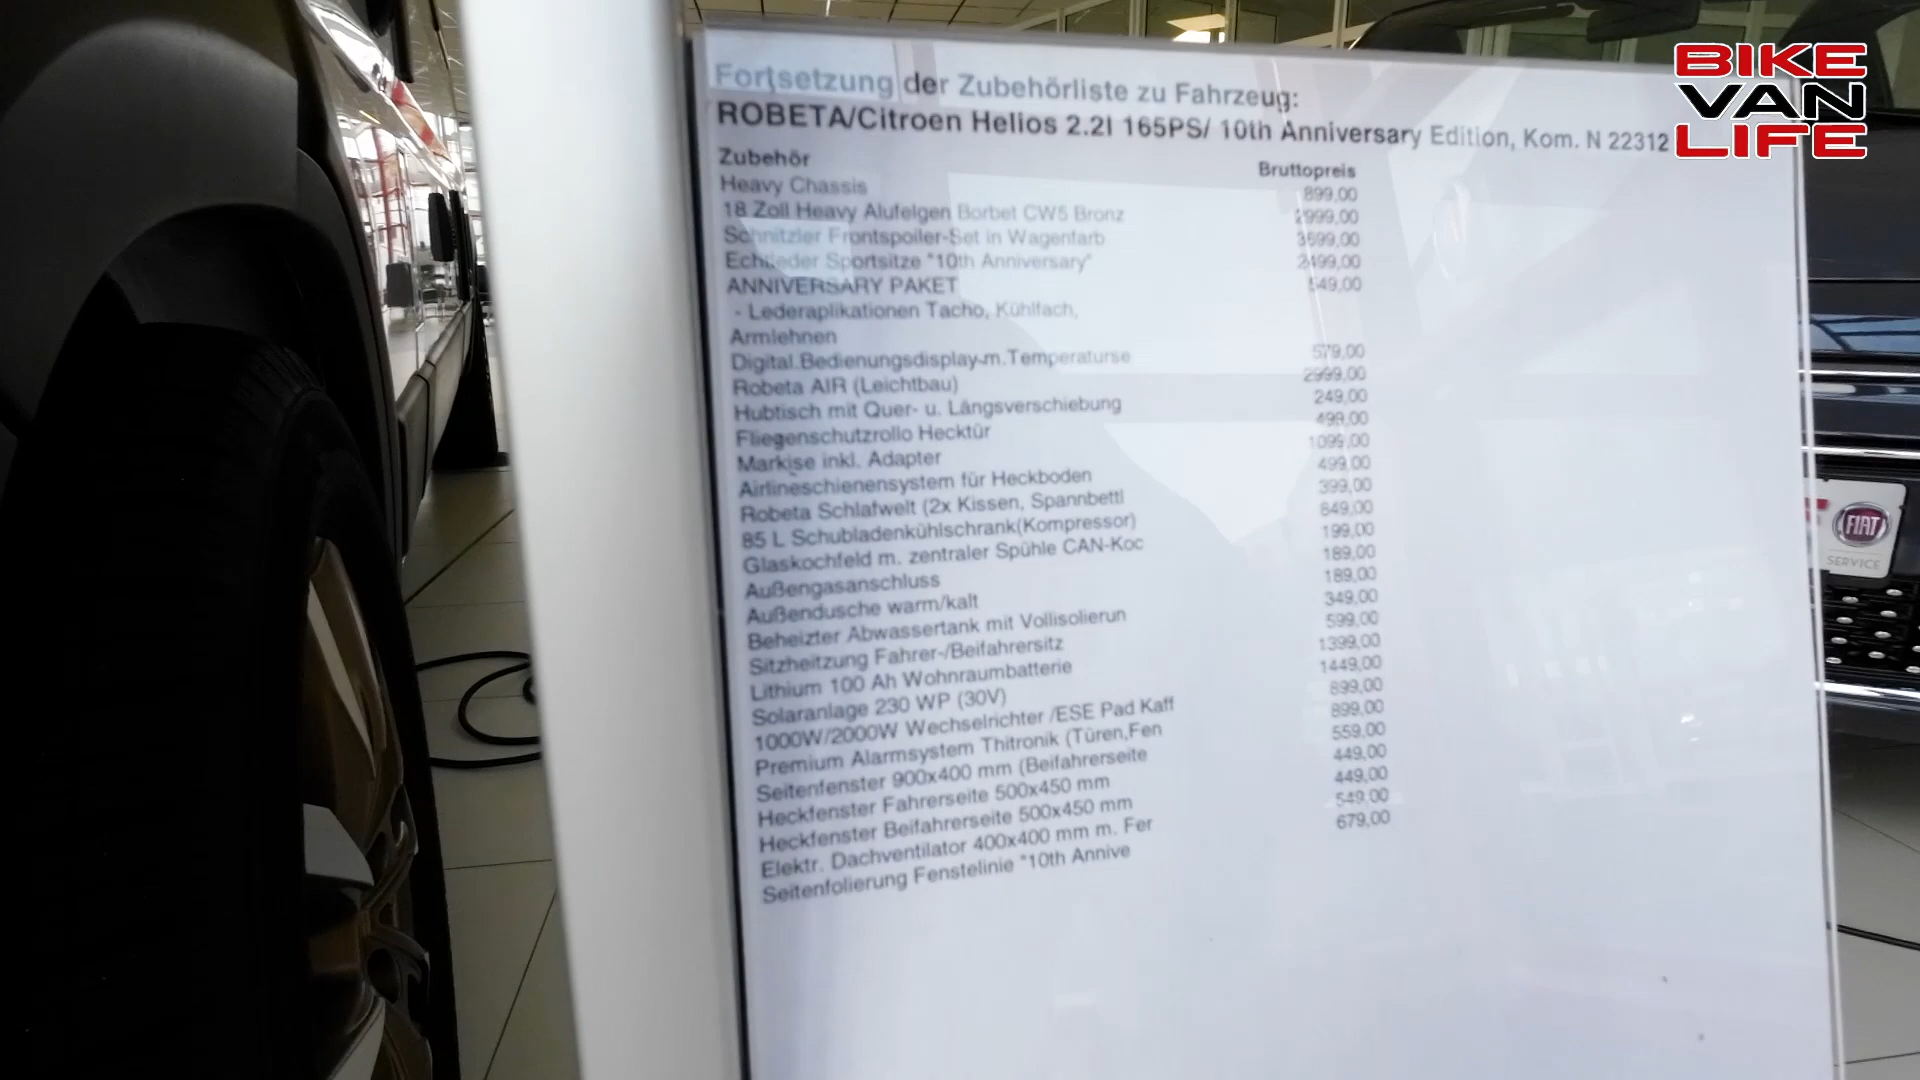 BIKE
VAN
LIFE
Fortsetzung der Zubehörliste zu Fahrzeug:
ROBETA/Citroen Helios 2.2l 165PS/ 10th Anniversary Edition, Kom. N 22312
Zubehör Bruttopreis
Heavy Chassis 899,00
18 Zoll Heavy Alufelgen Borbet CW5 Bronz 2999,00
Schnitzler Frontspoiler-Set in Wagenfarb 3699,00
Echtleder Sportsitze "10th Anniversary" 2499,00
ANNIVERSARY PAKET 549,00
- Lederaplikationen Tacho, Kühlfach,
Armlehnen
Digital.Bedienungsdisplay m.Temperaturse 579,00
Robeta AIR (Leichtbau) 2999,00
Hubtisch mit Quer- u. Längsverschiebung 249,00
Fliegenschutzrollo Hecktür 499,00
Markise inkl. Adapter 1099,00
Airlineschienensystem für Heckboden 499,00
Robeta Schlafwelt (2x Kissen, Spannbettl 399,00
85 L Schubladenkühlschrank(Kompressor) 849,00
Glaskochfeld m. zentraler Spühle CAN-Koc 199,00
Außengasanschluss 189,00
Außendusche warm/kalt 189,00
Beheizter Abwassertank mit Vollisolierun 349,00
Sitzheitzung Fahrer-/Beifahrersitz 599,00
Lithium 100 Ah Wohnraumbatterie 1399,00
Solaranlage 230 WP (30V) 1449,00
1000W/2000W Wechselrichter /ESE Pad Kaff 899,00
Premium Alarmsystem Thitronik (Türen,Fen 899,00
Seitenfenster 900x400 mm (Beifahrerseite 559,00
Heckfenster Fahrerseite 500x450 mm 449,00
Heckfenster Beifahrerseite 500x450 mm 449,00
Elektr. Dachventilator 400x400 mm m. Fer 549,00
Seitenfolierung Fenstelinie "10th Annive 679,00
FIAT
SERVICE